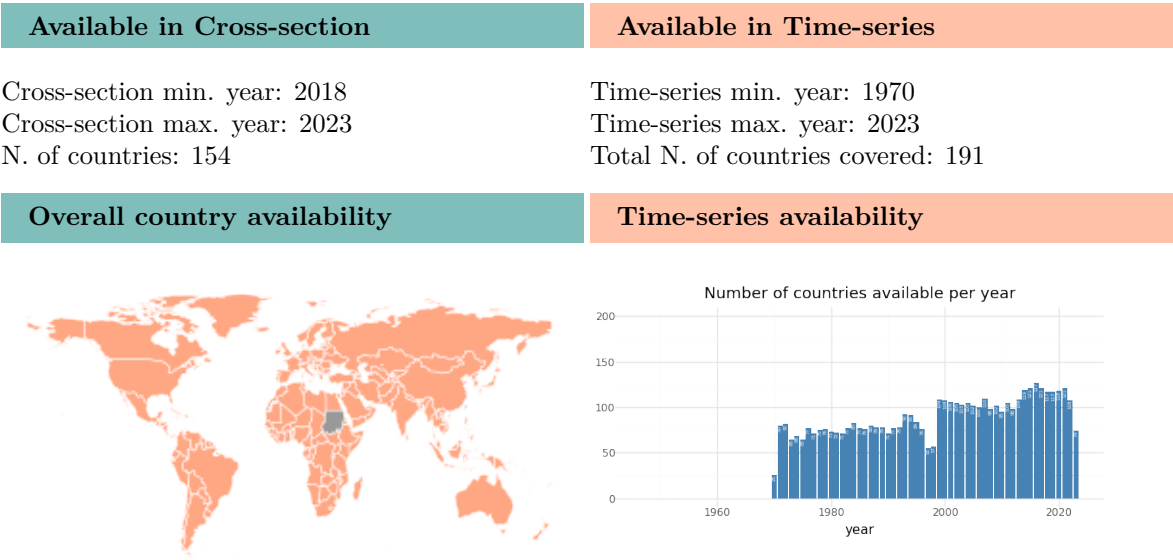 Available in Cross-section
Available in Time-series
Cross-section min. year: 2018
Cross-section max. year: 2023
N. of countries: 154
Time-series min. year: 1970
Time-series max. year: 2023
Total N. of countries covered: 191
Overall country availability
Time-series availability
Number of countries available per year
200
150
100
50
0
1960
1980
2000
2020
year